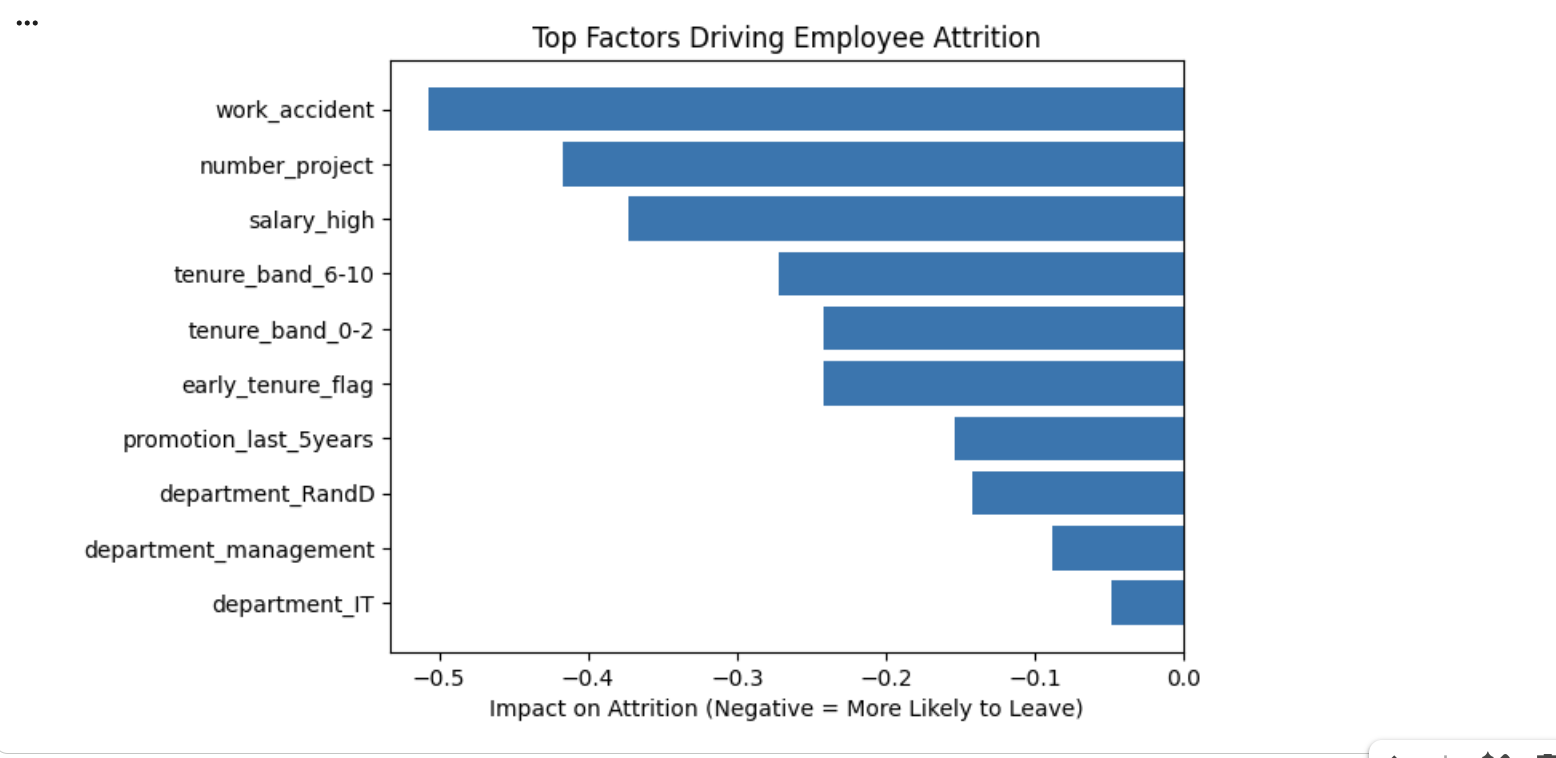 Top Factors Driving Employee Attrition
work_accident
number_project
salary_high
tenure_band_6-10
tenure_band_0-2
early_tenure_flag
promotion_last_5years
department_RandD
department_management
department_IT
−0.5 −0.4 −0.3 −0.2 −0.1 0.0
Impact on Attrition (Negative = More Likely to Leave)